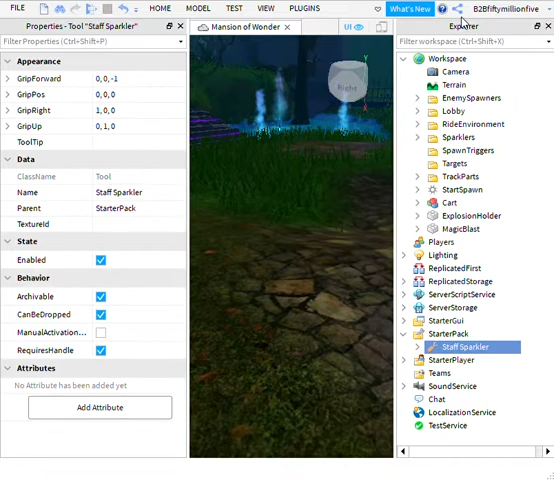 FILE HOME MODEL TEST VIEW PLUGINS What's New B2Bfiftymillionfive
Properties - Tool "Staff Sparkler"
Filter Properties (Ctrl+Shift+P)
Appearance
GripForward 0,0,-1
GripPos 0,0,0
GripRight 1,0,0
GripUp 0,1,0
ToolTip
Data
ClassName Tool
Name Staff Sparkler
Parent StarterPack
TextureId
State
Enabled
Behavior
Archivable
CanBeDropped
ManualActivation...
RequiresHandle
Attributes
No Attribute has been added yet
Add Attribute
Mansion of Wonder
UI
Right
Y
Explorer
Filter workspace (Ctrl+Shift+X)
Workspace
Camera
Terrain
EnemySpawners
Lobby
RideEnvironment
Sparklers
SpawnTriggers
Targets
TrackParts
StartSpawn
Cart
ExplosionHolder
MagicBlast
Players
Lighting
ReplicatedFirst
ReplicatedStorage
ServerScriptService
ServerStorage
StarterGui
StarterPack
Staff Sparkler
StarterPlayer
Teams
SoundService
Chat
LocalizationService
TestService